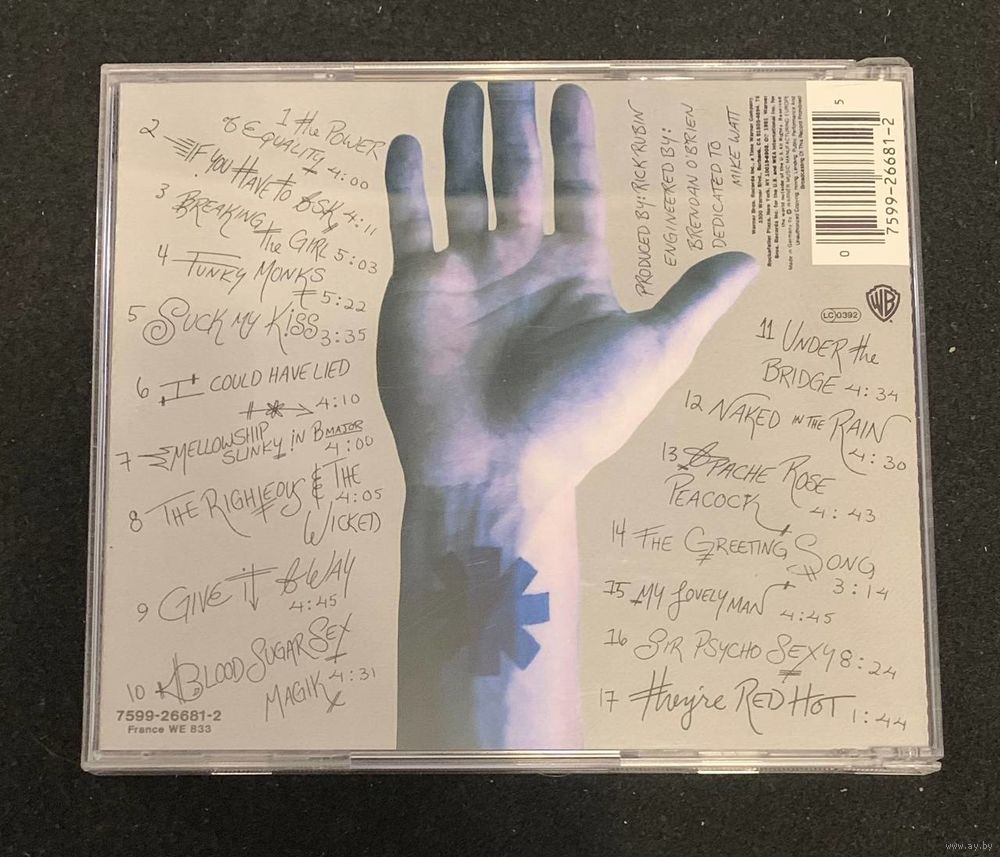 1 the POWER
of EQUALITY 4:00
2 IF YOU HAVE TO ASK 4:11
3 BREAKING
the GIRL 5:03
4 FUNKY MONKS
5:22
5 SUCK MY KISS 3:35
6 I COULD HAVE LIED
4:10
7 MELLOWSHIP
SLINKY IN B MAJOR
4:00
8 THE RIGHTEOUS & THE
4:05
WICKED
9 GIVE IT AWAY
4:45
10 BLOOD SUGAR SEX
MAGIK 4:31
7599-26681-2
France WE 833
PRODUCED BY: RICK RUBIN
ENGINEERED BY:
BRENDAN O'BRIEN
DEDICATED TO
MIKE WATT
7599-26681-2
0
5
LC 0392
WB
11 UNDER the
BRIDGE 4:34
12 NAKED IN THE RAIN
4:30
13 APACHE ROSE
PEACOCK
4:43
14 THE GREETING SONG
3:14
15 MY LOVELY MAN
4:45
16 SIR PSYCHO SEXY 8:24
17 they're RED HOT 1:44
www.ay.by